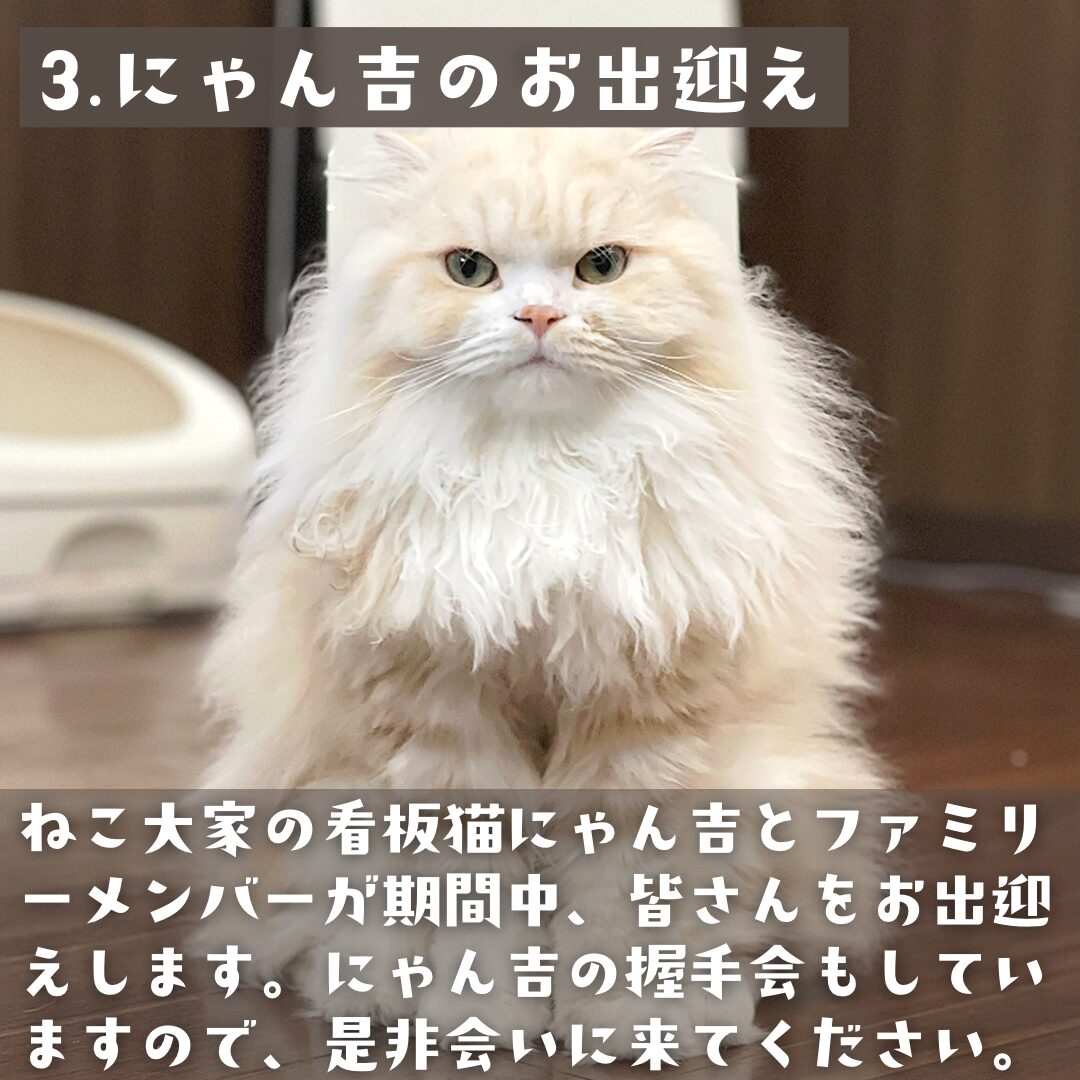 3.にゃん吉のお出迎え
ねこ大家の看板猫にゃん吉とファミリ
ーメンバーが期間中、皆さんをお出迎
えします。にゃん吉の握手会もしてい
ますので、是非会いに来てください。